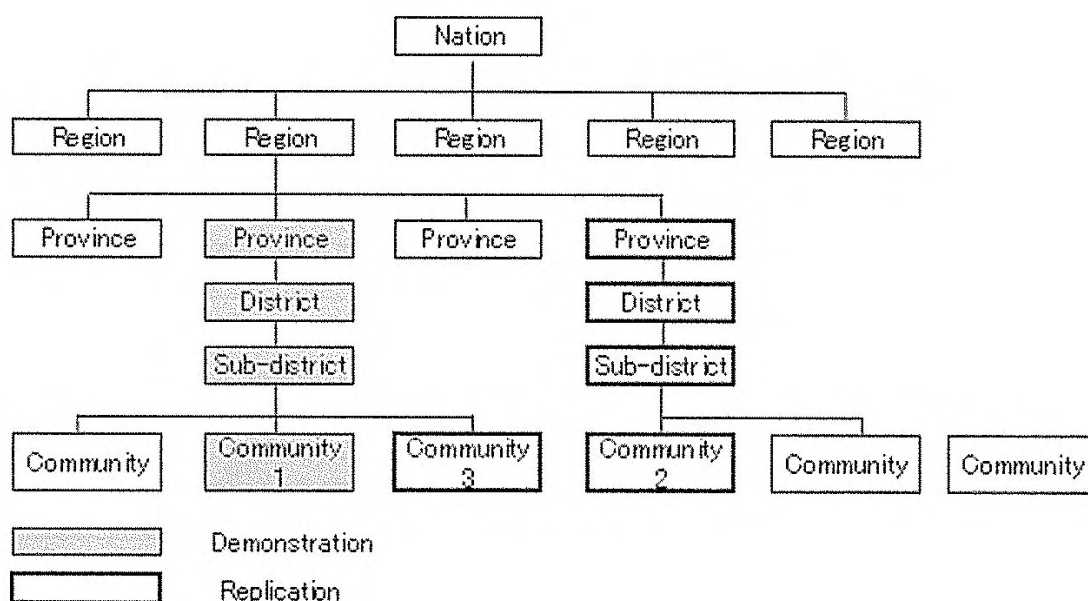 Nation
Region Region Region Region Region
Province Province Province Province
District District
Sub-district Sub-district
Community Community Community Community Community Community
1 3 2
Demonstration
Replication